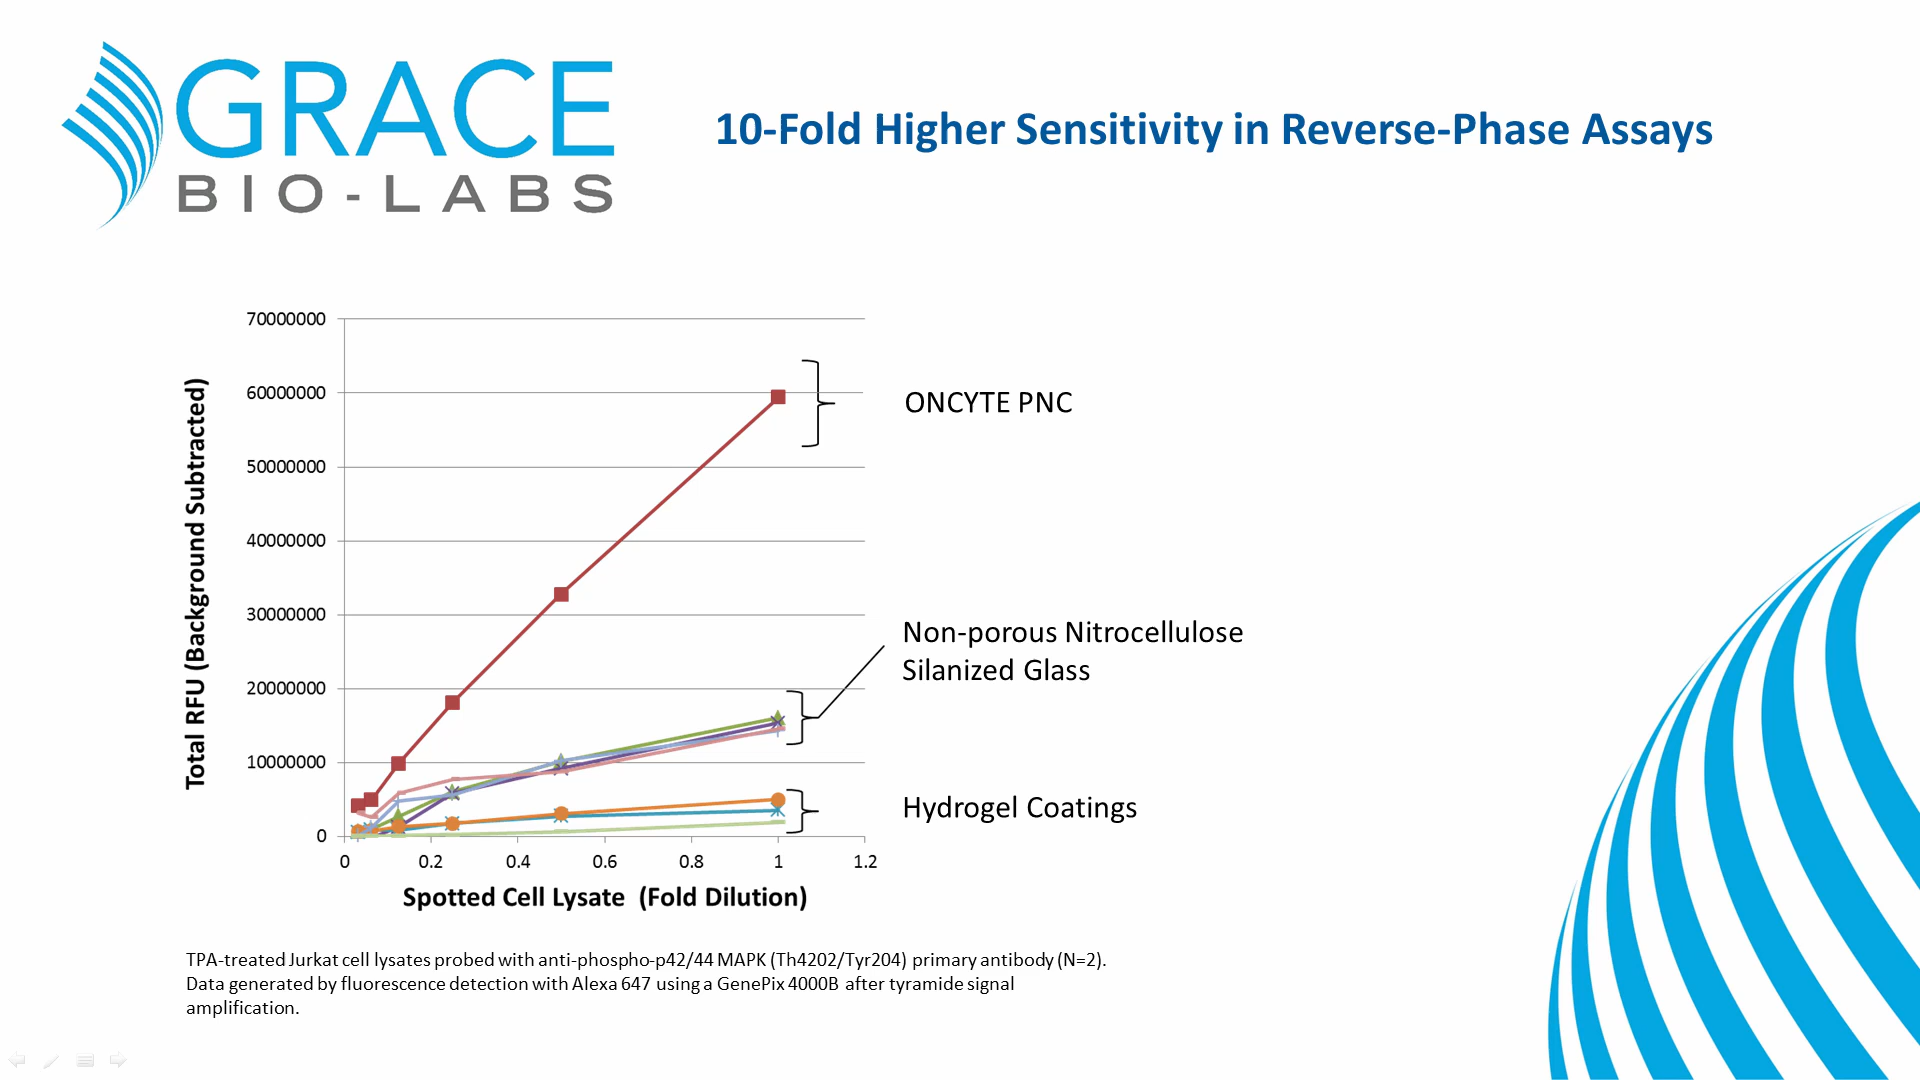 GRACE
BIO-LABS
10-Fold Higher Sensitivity in Reverse-Phase Assays
Total RFU (Background Subtracted)
70000000
60000000
50000000
40000000
30000000
20000000
10000000
0
0 0.2 0.4 0.6 0.8 1 1.2
Spotted Cell Lysate (Fold Dilution)
ONCYTE PNC
Non-porous Nitrocellulose
Silanized Glass
Hydrogel Coatings
TPA-treated Jurkat cell lysates probed with anti-phospho-p42/44 MAPK (Th4202/Tyr204) primary antibody (N=2).
Data generated by fluorescence detection with Alexa 647 using a GenePix 4000B after tyramide signal
amplification.